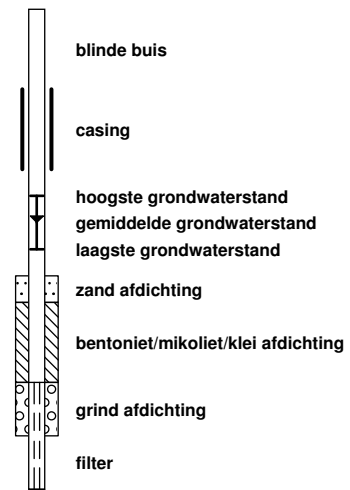 blinde buis
casing
hoogste grondwaterstand
gemiddelde grondwaterstand
laagste grondwaterstand
zand afdichting
bentoniet/mikoliet/klei afdichting
grind afdichting
filter